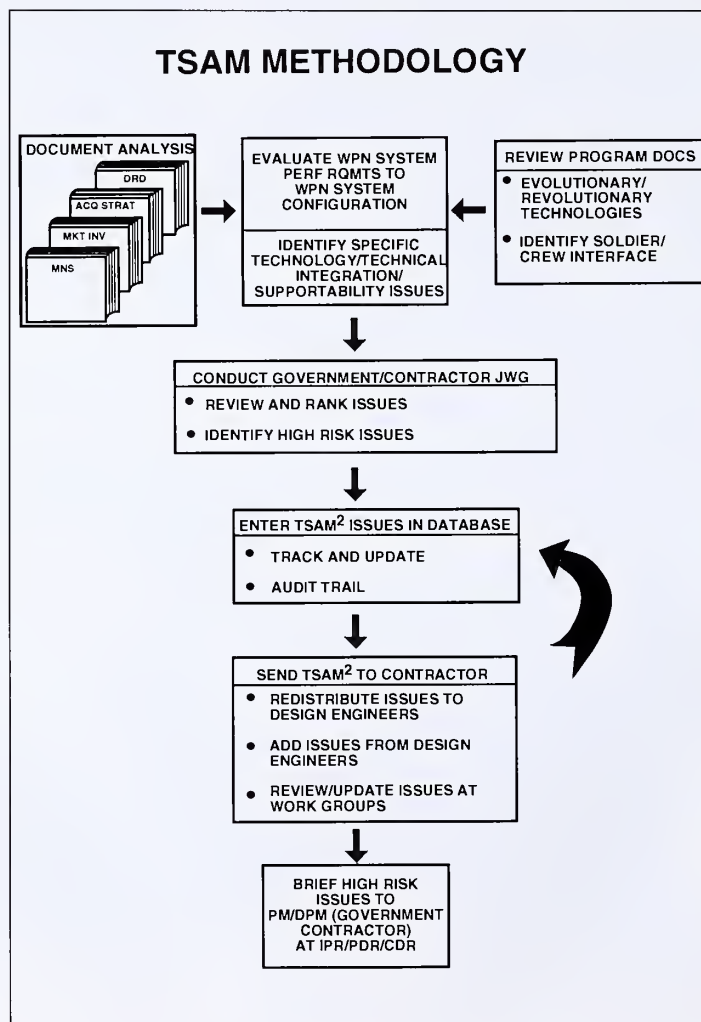 TSAM METHODOLOGY
DOCUMENT ANALYSIS
DRD
ACQ STRAT
MKT INV
MNS
EVALUATE WPN SYSTEM
PERF RQMTS TO
WPN SYSTEM
CONFIGURATION
IDENTIFY SPECIFIC
TECHNOLOGY/TECHNICAL
INTEGRATION/
SUPPORTABILITY ISSUES
REVIEW PROGRAM DOCS
• EVOLUTIONARY/
REVOLUTIONARY
TECHNOLOGIES
• IDENTIFY SOLDIER/
CREW INTERFACE
CONDUCT GOVERNMENT/CONTRACTOR JWG
• REVIEW AND RANK ISSUES
• IDENTIFY HIGH RISK ISSUES
ENTER TSAM² ISSUES IN DATABASE
• TRACK AND UPDATE
• AUDIT TRAIL
SEND TSAM² TO CONTRACTOR
• REDISTRIBUTE ISSUES TO
DESIGN ENGINEERS
• ADD ISSUES FROM DESIGN
ENGINEERS
• REVIEW/UPDATE ISSUES AT
WORK GROUPS
BRIEF HIGH RISK
ISSUES TO
PM/DPM (GOVERNMENT
CONTRACTOR)
AT IPR/PDR/CDR